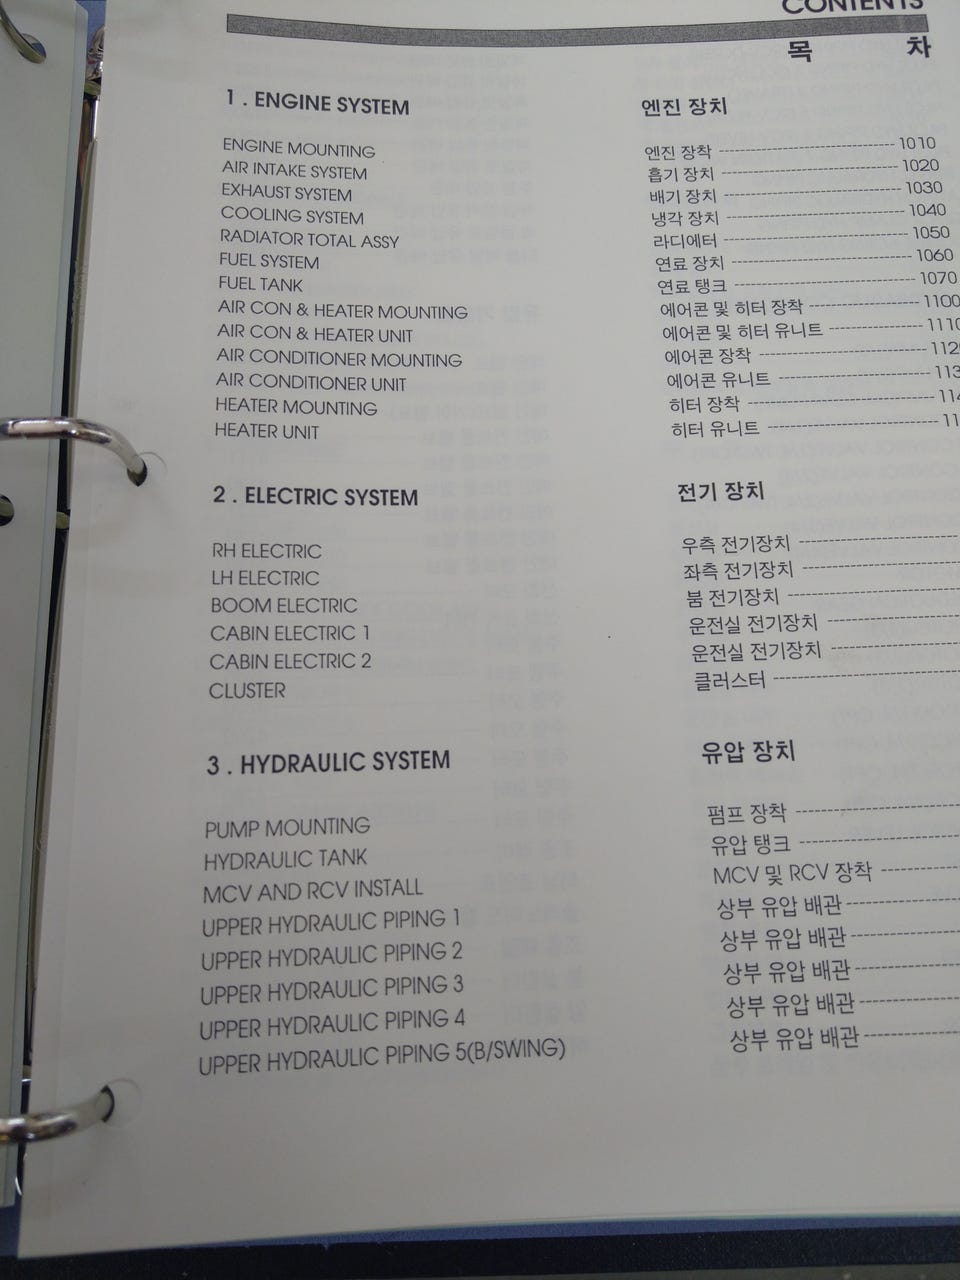 CONTENTS
목 차
1 . ENGINE SYSTEM 엔진 장치
ENGINE MOUNTING 엔진 장착 1010
AIR INTAKE SYSTEM 흡기 장치 1020
EXHAUST SYSTEM 배기 장치 1030
COOLING SYSTEM 냉각 장치 1040
RADIATOR TOTAL ASSY 라디에터 1050
FUEL SYSTEM 연료 장치 1060
FUEL TANK 연료 탱크 1070
AIR CON & HEATER MOUNTING 에어콘 및 히터 장착 1100
AIR CON & HEATER UNIT 에어콘 및 히터 유니트 1110
AIR CONDITIONER MOUNTING 에어콘 장착 112
AIR CONDITIONER UNIT 에어콘 유니트 113
HEATER MOUNTING 히터 장착 114
HEATER UNIT 히터 유니트 11
2 . ELECTRIC SYSTEM 전기 장치
RH ELECTRIC 우측 전기장치
LH ELECTRIC 좌측 전기장치
BOOM ELECTRIC 붐 전기장치
CABIN ELECTRIC 1 운전실 전기장치
CABIN ELECTRIC 2 운전실 전기장치
CLUSTER 클러스터
3 . HYDRAULIC SYSTEM 유압 장치
PUMP MOUNTING 펌프 장착
HYDRAULIC TANK 유압 탱크
MCV AND RCV INSTALL MCV 및 RCV 장착
UPPER HYDRAULIC PIPING 1 상부 유압 배관
UPPER HYDRAULIC PIPING 2 상부 유압 배관
UPPER HYDRAULIC PIPING 3 상부 유압 배관
UPPER HYDRAULIC PIPING 4 상부 유압 배관
UPPER HYDRAULIC PIPING 5(B/SWING) 상부 유압 배관